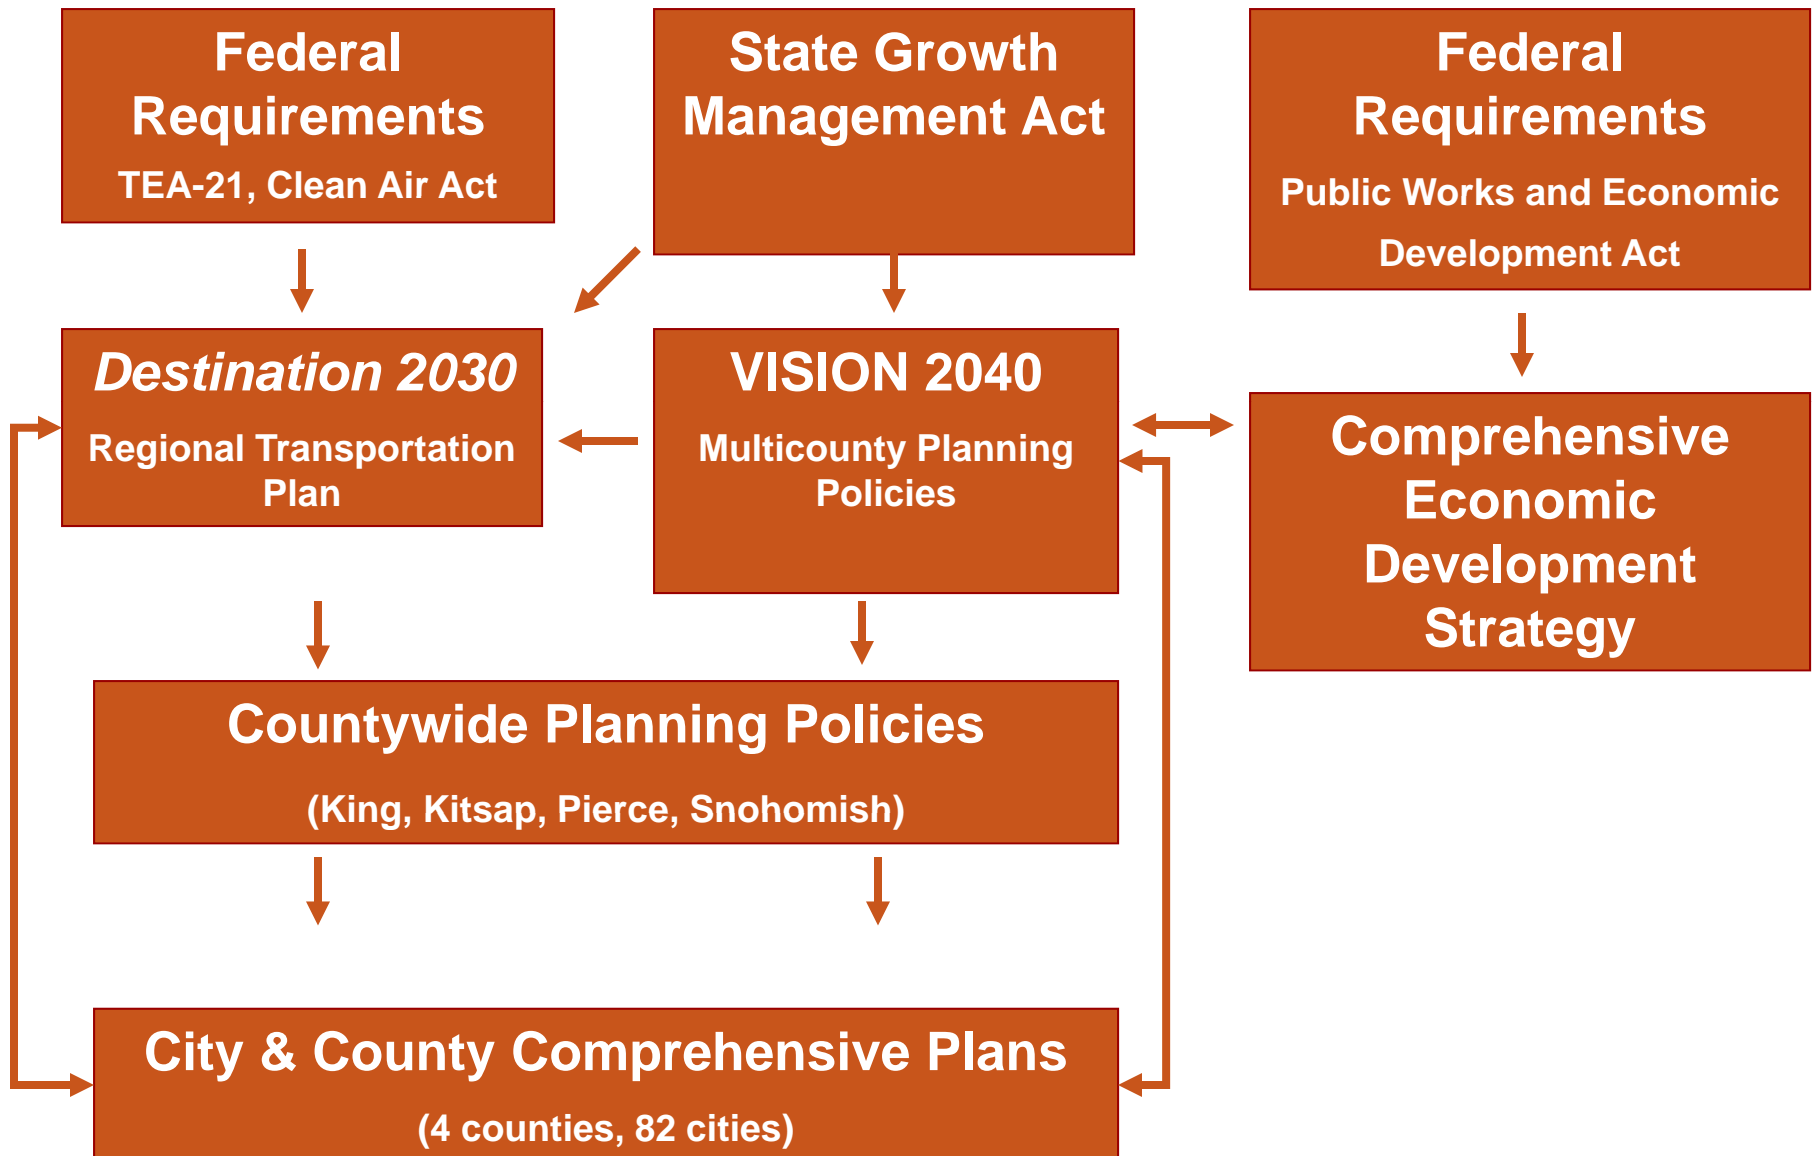 Federal
Requirements
TEA-21, Clean Air Act
State Growth
Management Act
Federal
Requirements
Public Works and Economic
Development Act
Destination 2030
Regional Transportation
Plan
VISION 2040
Multicounty Planning
Policies
Comprehensive
Economic
Development
Strategy
Countywide Planning Policies
(King, Kitsap, Pierce, Snohomish)
City & County Comprehensive Plans
(4 counties, 82 cities)